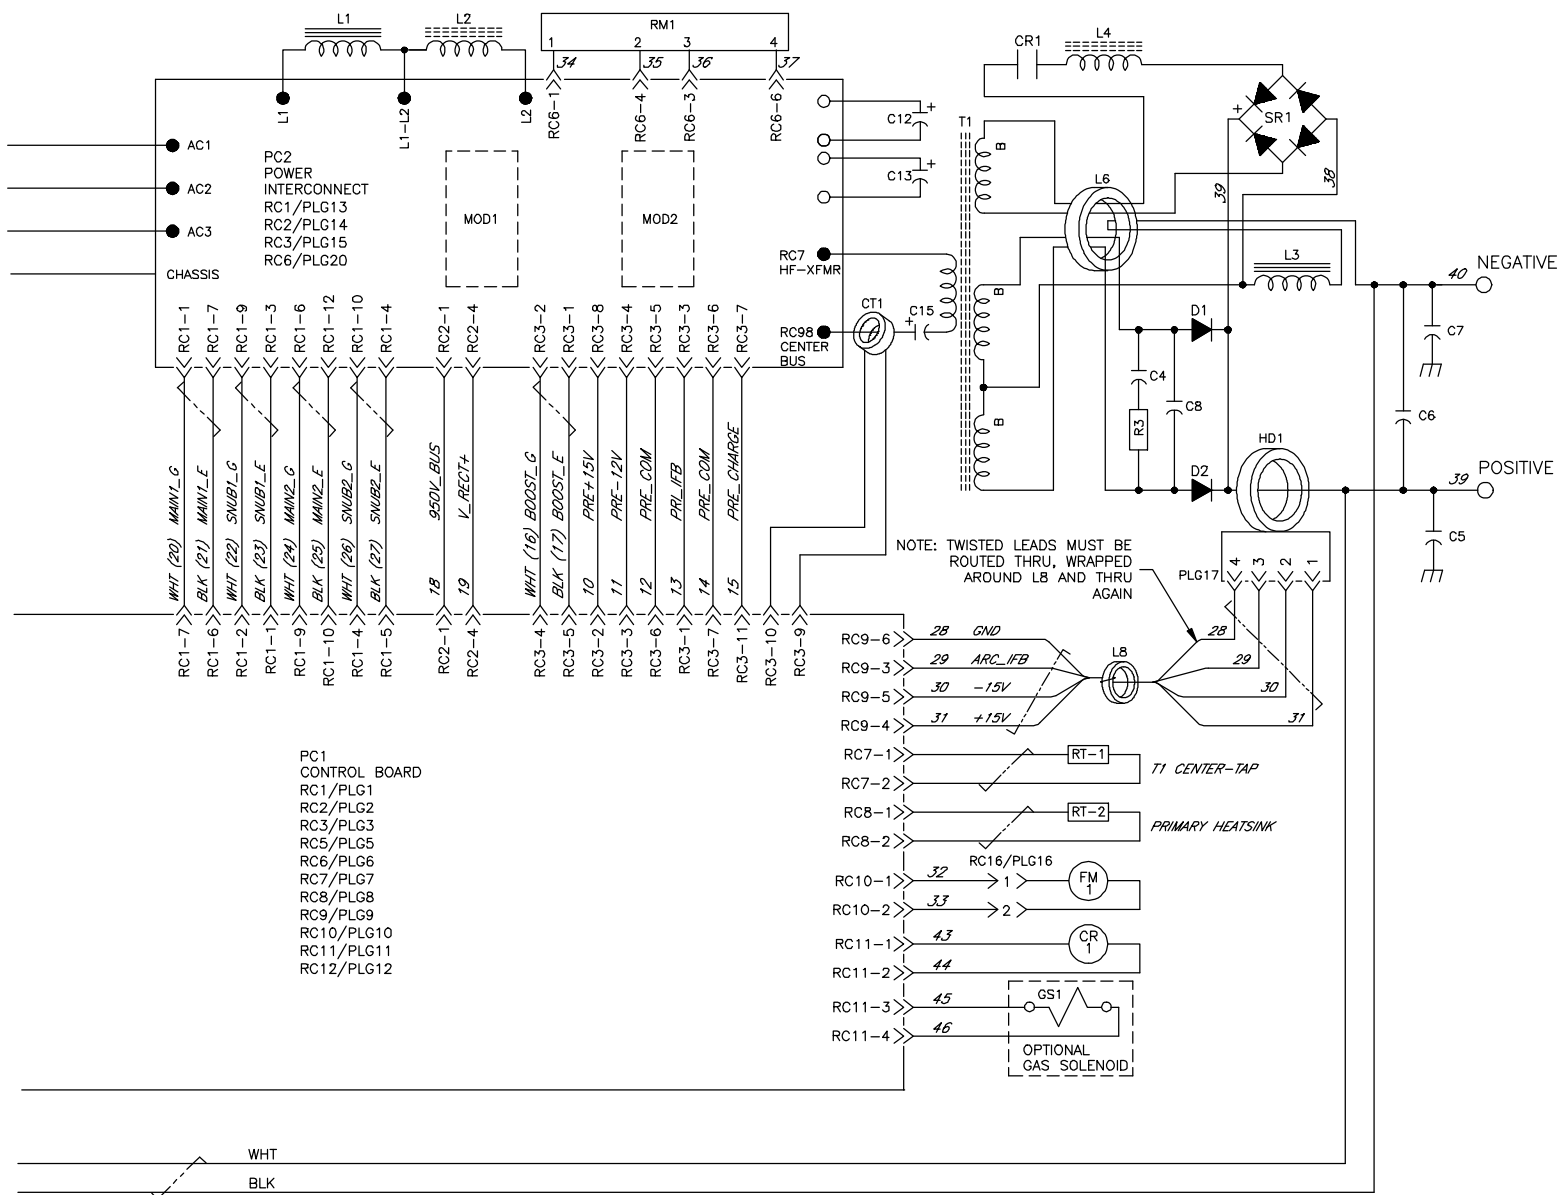 L1
L2
RM1
1
2
3
4
34
35
36
37
L1
L1-L2
L2
RC6-1
RC6-4
RC6-3
RC6-6
CR1
L4
+
SR1
38
39
AC1
AC2
AC3
CHASSIS
PC2
POWER
INTERCONNECT
RC1/PLG13
RC2/PLG14
RC3/PLG15
RC6/PLG20
MOD1
MOD2
C12
+
C13
+
T1
B
B
B
L6
RC7
HF-XFMR
RC98
CENTER
BUS
CT1
C15
+
L3
40
NEGATIVE
C7
D1
C4
C8
R3
C6
HD1
D2
39
POSITIVE
C5
RC1-1
RC1-7
RC1-9
RC1-3
RC1-6
RC1-12
RC1-10
RC1-4
RC2-1
RC2-4
RC3-2
RC3-1
RC3-8
RC3-4
RC3-5
RC3-3
RC3-6
RC3-7
WHT (20) MAIN1_G
BLK (21) MAIN1_E
WHT (22) SNUB1_G
BLK (23) SNUB1_E
WHT (24) MAIN2_G
BLK (25) MAIN2_E
WHT (26) SNUB2_G
BLK (27) SNUB2_E
18 950V_BUS
19 V_RECT+
WHT (16) BOOST_G
BLK (17) BOOST_E
10 PRE+15V
11 PRE-12V
12 PRE_COM
13 PRI_IFB
14 PRE_COM
15 PRE_CHARGE
RC1-7
RC1-6
RC1-2
RC1-1
RC1-9
RC1-10
RC1-4
RC1-5
RC2-1
RC2-4
RC3-4
RC3-5
RC3-2
RC3-3
RC3-6
RC3-1
RC3-7
RC3-11
RC3-10
RC3-9
NOTE: TWISTED LEADS MUST BE
ROUTED THRU, WRAPPED
AROUND L8 AND THRU
AGAIN
PLG17
4
3
2
1
RC9-6 28 GND
RC9-3 29 ARC_IFB
RC9-5 30 -15V
RC9-4 31 +15V
L8
28
29
30
31
RC7-1
RC7-2
RT-1
T1 CENTER-TAP
RC8-1
RC8-2
RT-2
PRIMARY HEATSINK
RC16/PLG16
RC10-1 32 1
RC10-2 33 2
FM
1
RC11-1 43
RC11-2 44
CR
1
RC11-3 45
RC11-4 46
GS1
OPTIONAL
GAS SOLENOID
PC1
CONTROL BOARD
RC1/PLG1
RC2/PLG2
RC3/PLG3
RC5/PLG5
RC6/PLG6
RC7/PLG7
RC8/PLG8
RC9/PLG9
RC10/PLG10
RC11/PLG11
RC12/PLG12
WHT
BLK